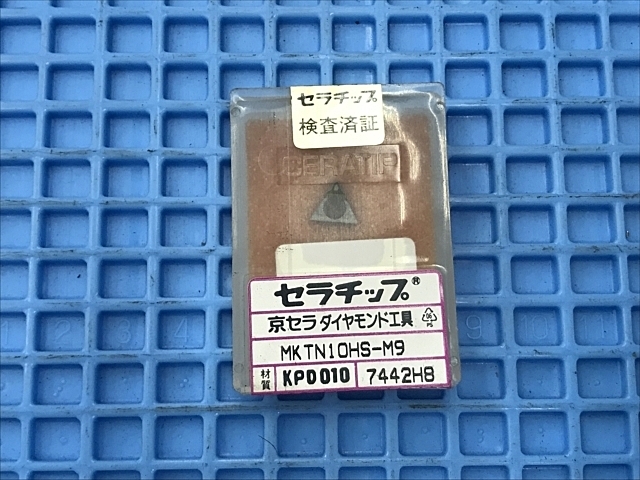 セラチップ
検査済証
CERATIP
セラチップ®
京セラ ダイヤモンド工具
PS
MKTN10HS-M9
材質 KPD010 7442H8